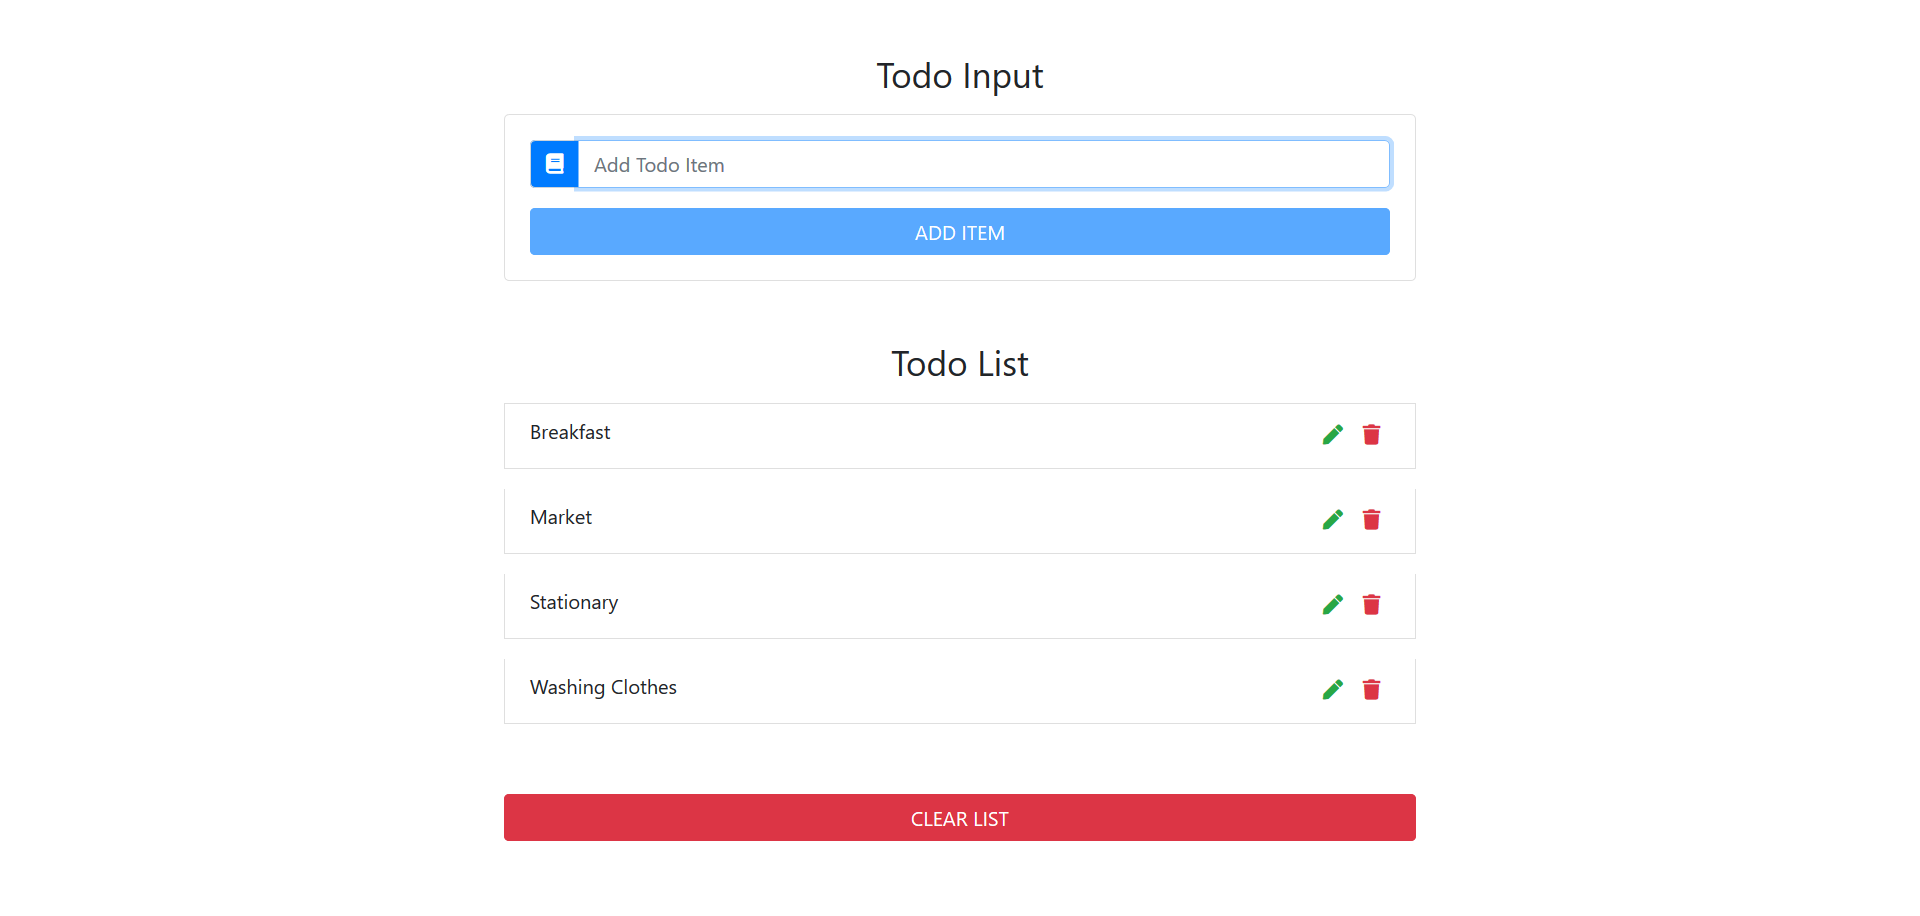 Todo Input
Add Todo Item
ADD ITEM
Todo List
Breakfast
Market
Stationary
Washing Clothes
CLEAR LIST